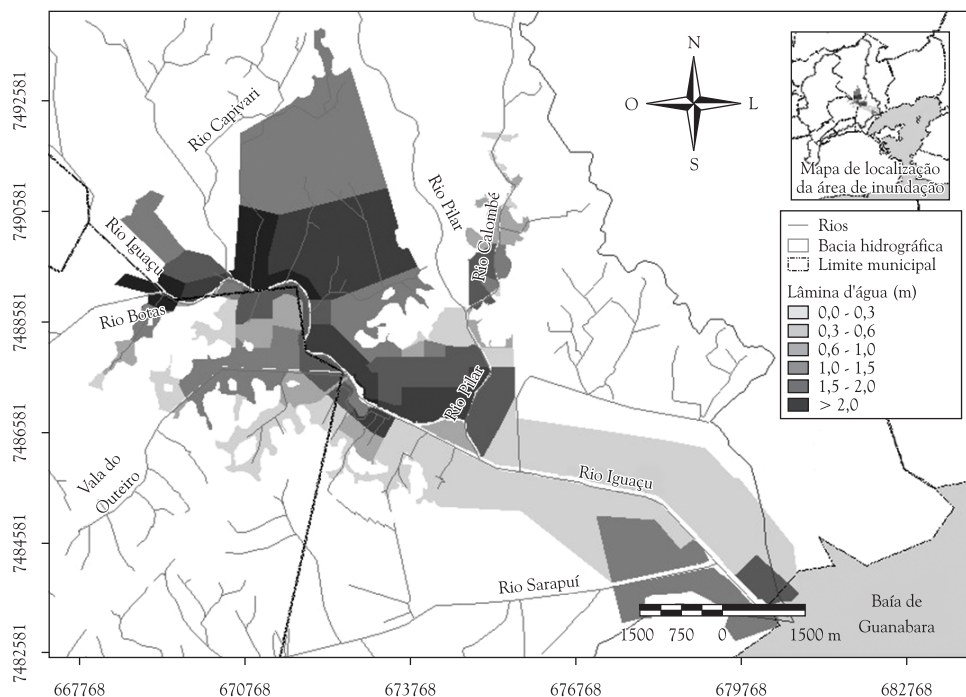 7492581
7490581
7488581
7486581
7484581
7482581
667768
670768
673768
676768
679768
682768
N
O
L
S
Rio Capivari
Rio Pilar
Rio Calombé
Rio Iguaçu
Rio Botas
Rio Pilar
Vala do
Outeiro
Rio Iguaçu
Rio Sarapuí
Baía de
Guanabara
1500 750 0 1500 m
Mapa de localização
da área de inundação
Rios
Bacia hidrográfica
Limite municipal
Lâmina d'água (m)
0,0 - 0,3
0,3 - 0,6
0,6 - 1,0
1,0 - 1,5
1,5 - 2,0
> 2,0